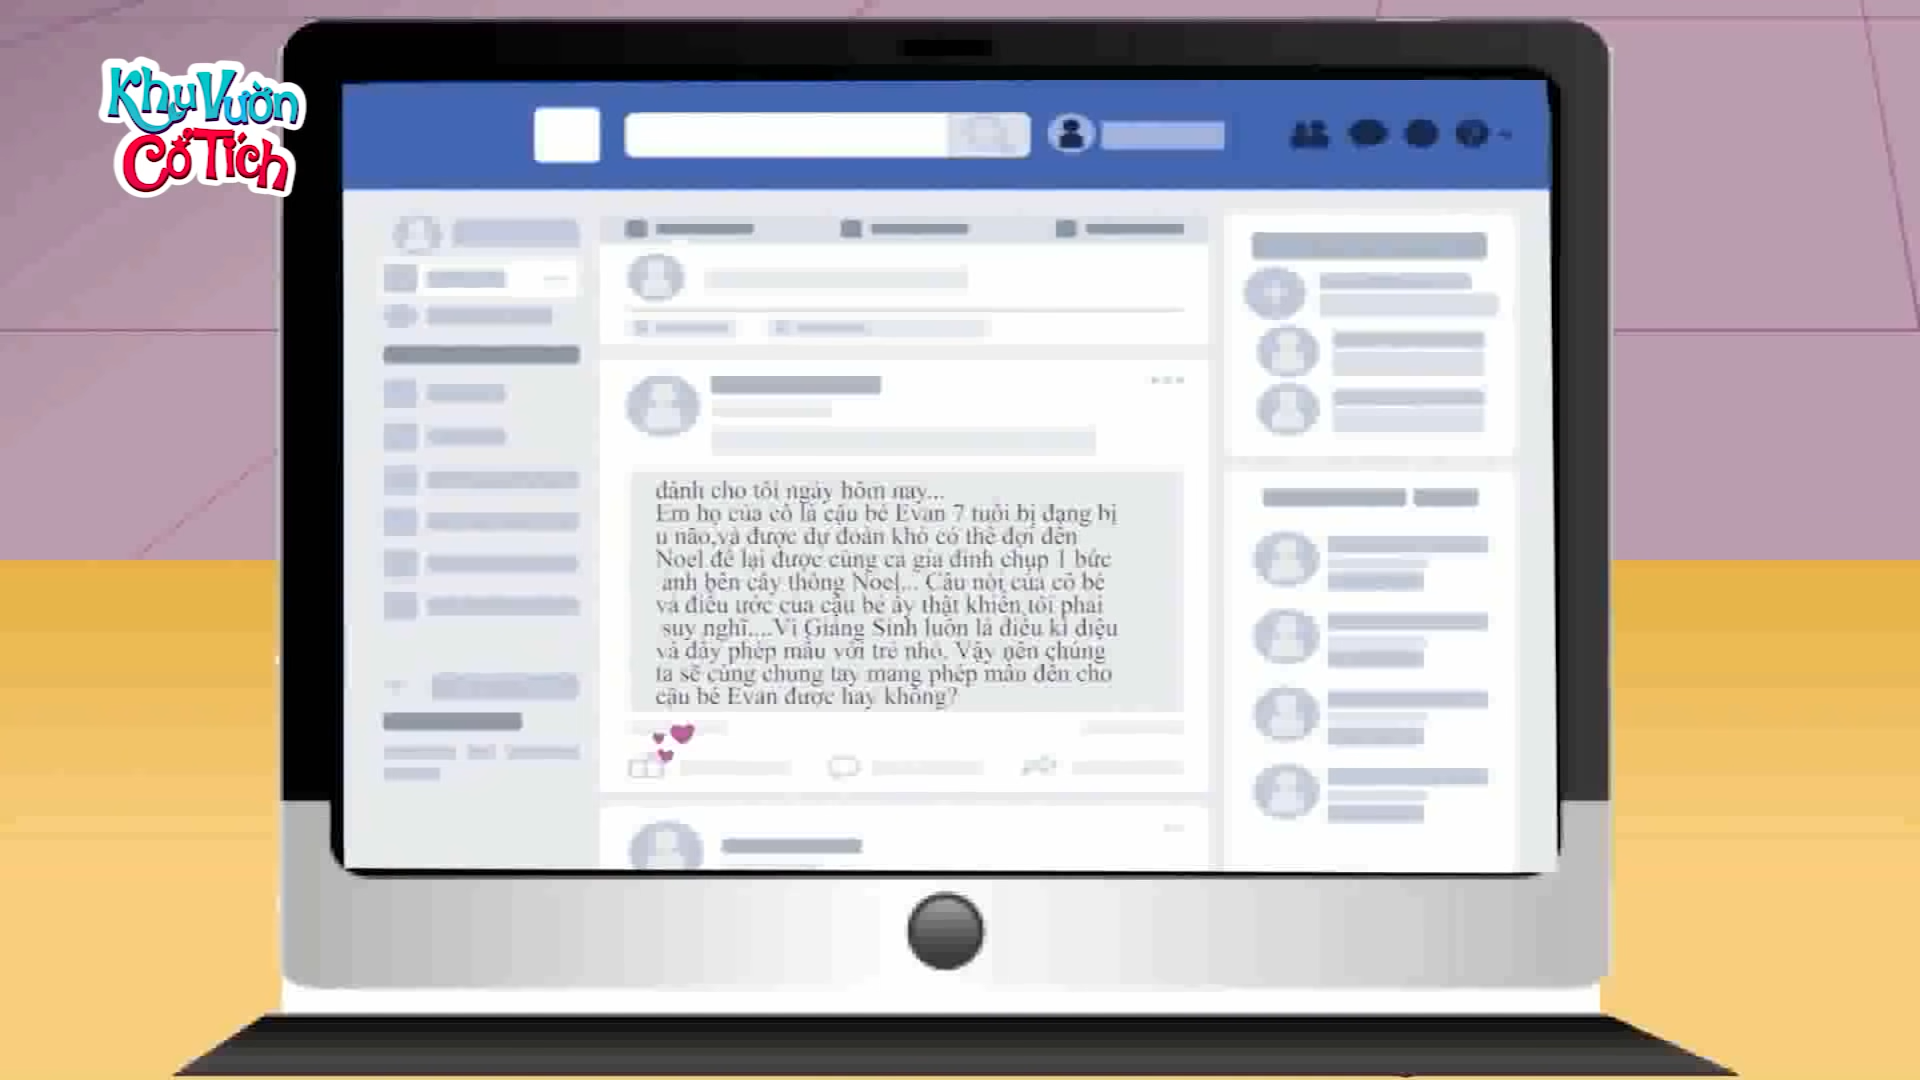 Khu Vườn
Cổ Tích
dành cho tôi ngày hôm nay...
Em họ của cô là cậu bé Evan 7 tuổi bị dạng bị
u não,và được dự đoán khó có thể đợi đến
Noel để lại được cùng cả gia đình chụp 1 bức
ảnh bên cây thông Noel... Câu nói của cô bé
và điều ước của cậu bé ấy thật khiến tôi phải
suy nghĩ....Vì Giáng Sinh luôn là điều kì diệu
và đầy phép màu với trẻ nhỏ. Vậy nên chúng
ta sẽ cùng chung tay mang phép màu đến cho
cậu bé Evan được hay không?